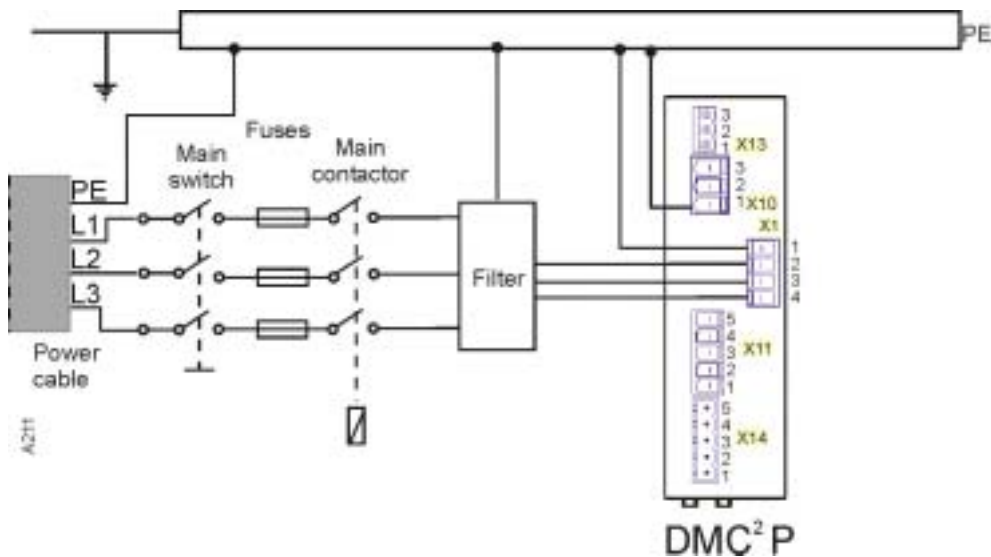 PE
Fuses
Main
switch
Main
contactor
PE
L1
L2
L3
Power
cable
A211
Filter
3
2
1
X13
3
2
1
X10
X1
1
2
3
4
5
4
3
2
1
X11
5
4
3
2
1
X14
DMC² P